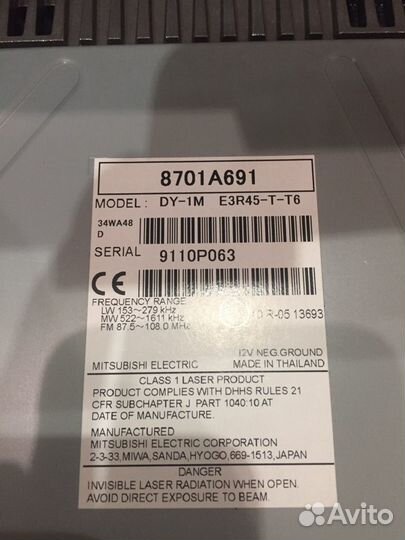 8701A691
MODEL: DY-1M E3R45-T-T6
34WA48
D
SERIAL 9110P063
CE
FREQUENCY RANGE
LW 153~279 kHz
MW 522~1611 kHz
FM 87.5~108.0 MHz
R-05 13693
12V NEG.GROUND
MITSUBISHI ELECTRIC MADE IN THAILAND
CLASS 1 LASER PRODUCT
PRODUCT COMPLIES WITH DHHS RULES 21
CFR SUBCHAPTER J PART 1040.10 AT
DATE OF MANUFACTURE.
MANUFACTURED
MITSUBISHI ELECTRIC CORPORATION
2-3-33,MIWA,SANDA,HYOGO,669-1513,JAPAN
DANGER
INVISIBLE LASER RADIATION WHEN OPEN.
AVOID DIRECT EXPOSURE TO BEAM.
Avito